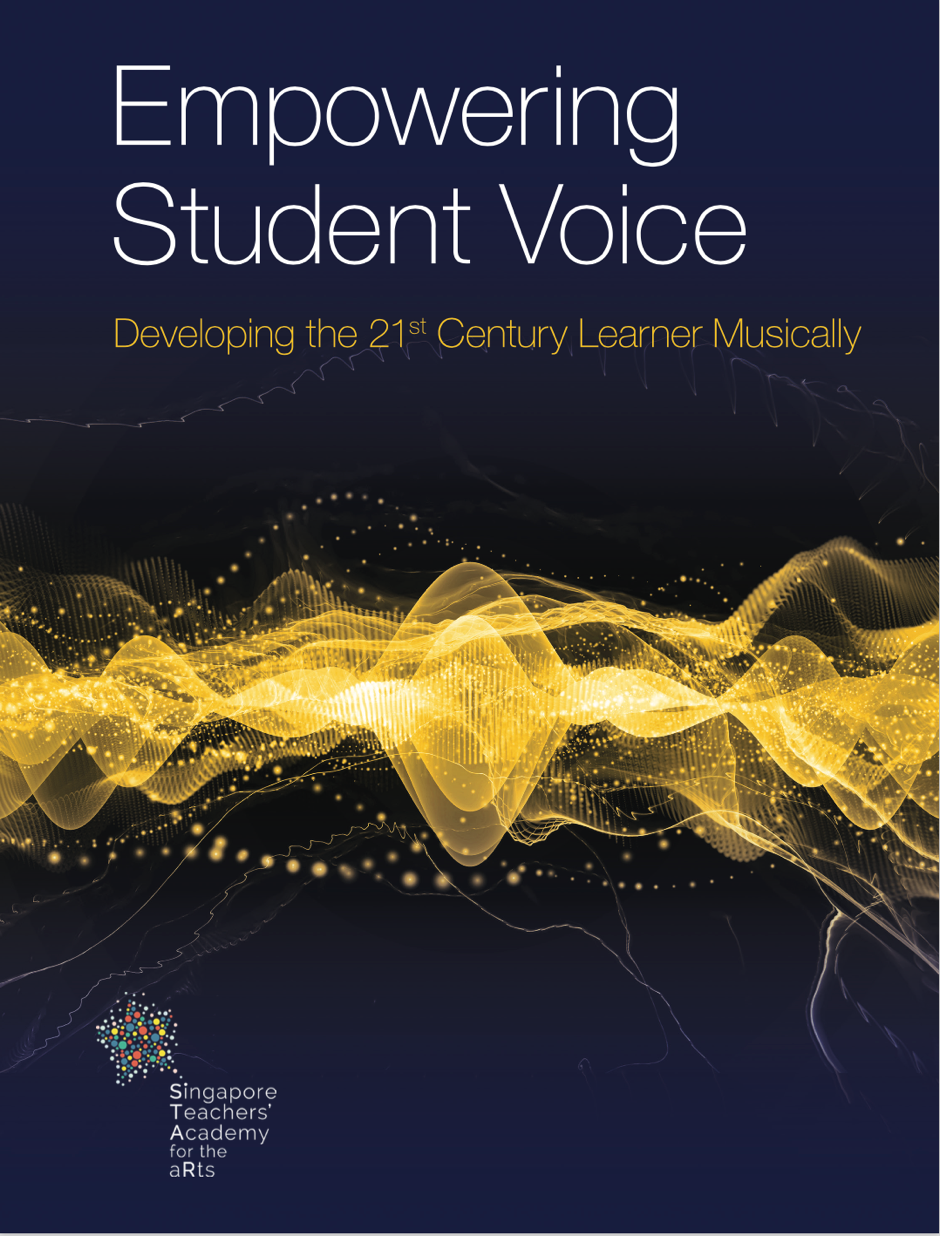 Empowering
Student Voice
Developing the 21st Century Learner Musically
Singapore
Teachers'
Academy
for the
aRts